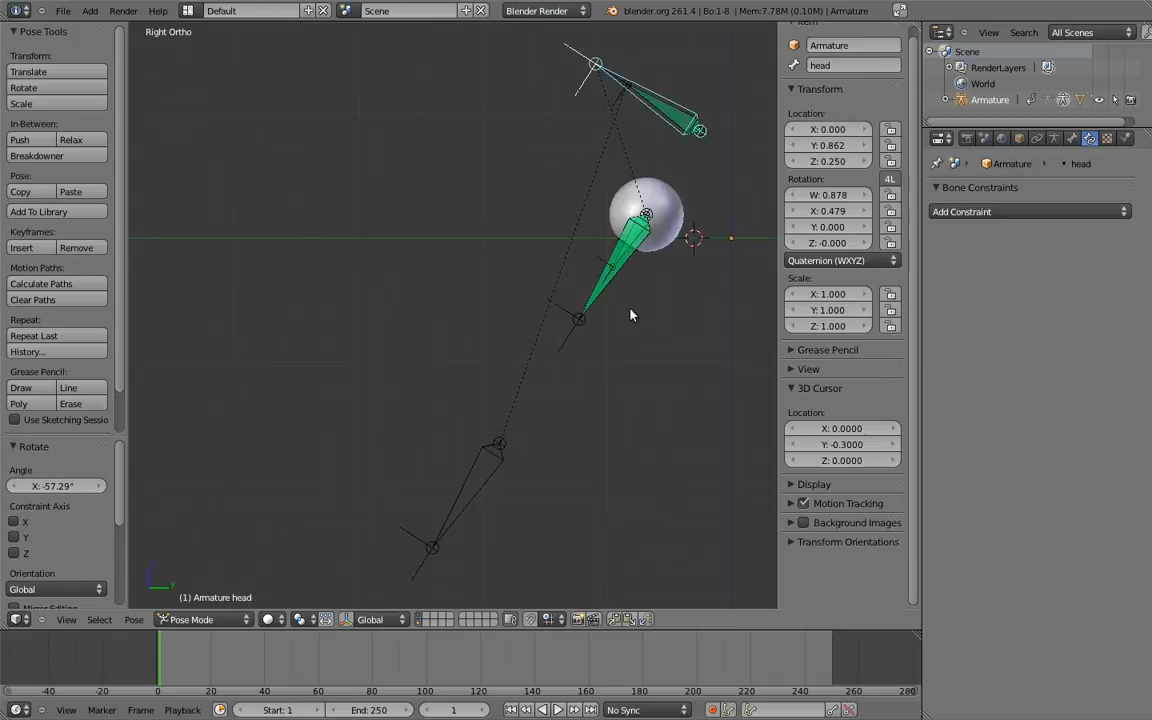 File Add Render Help Default Scene Blender Render blender.org 261.4 | Bo:1-8 | Mem:7.78M (0.10M) | Armature
Pose Tools
Transform:
Translate
Rotate
Scale
In-Between:
Push Relax
Breakdowner
Pose:
Copy Paste
Add To Library
Keyframes:
Insert Remove
Motion Paths:
Calculate Paths
Clear Paths
Repeat:
Repeat Last
History...
Grease Pencil:
Draw Line
Poly Erase
Use Sketching Sessio
Rotate
Angle
X: -57.29°
Constraint Axis
X
Y
Z
Orientation
Global
Right Ortho
(1) Armature head
Armature
head
Transform
Location:
X: 0.000
Y: 0.862
Z: 0.250
Rotation: 4L
W: 0.878
X: 0.479
Y: 0.000
Z: -0.000
Quaternion (WXYZ)
Scale:
X: 1.000
Y: 1.000
Z: 1.000
Grease Pencil
View
3D Cursor
Location:
X: 0.0000
Y: -0.3000
Z: 0.0000
Display
Motion Tracking
Background Images
Transform Orientations
View Search All Scenes
Scene
RenderLayers
World
Armature
Armature head
Bone Constraints
Add Constraint
View Select Pose Pose Mode Global
-40 -20 0 20 40 60 80 100 120 140 160 180 200 220 240 260 280
View Marker Frame Playback Start: 1 End: 250 1 No Sync